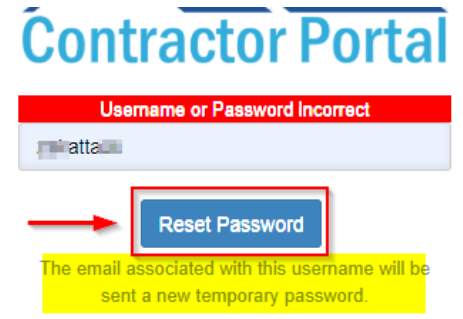 Contractor Portal
Username or Password Incorrect
Reset Password
The email associated with this username will be
sent a new temporary password.